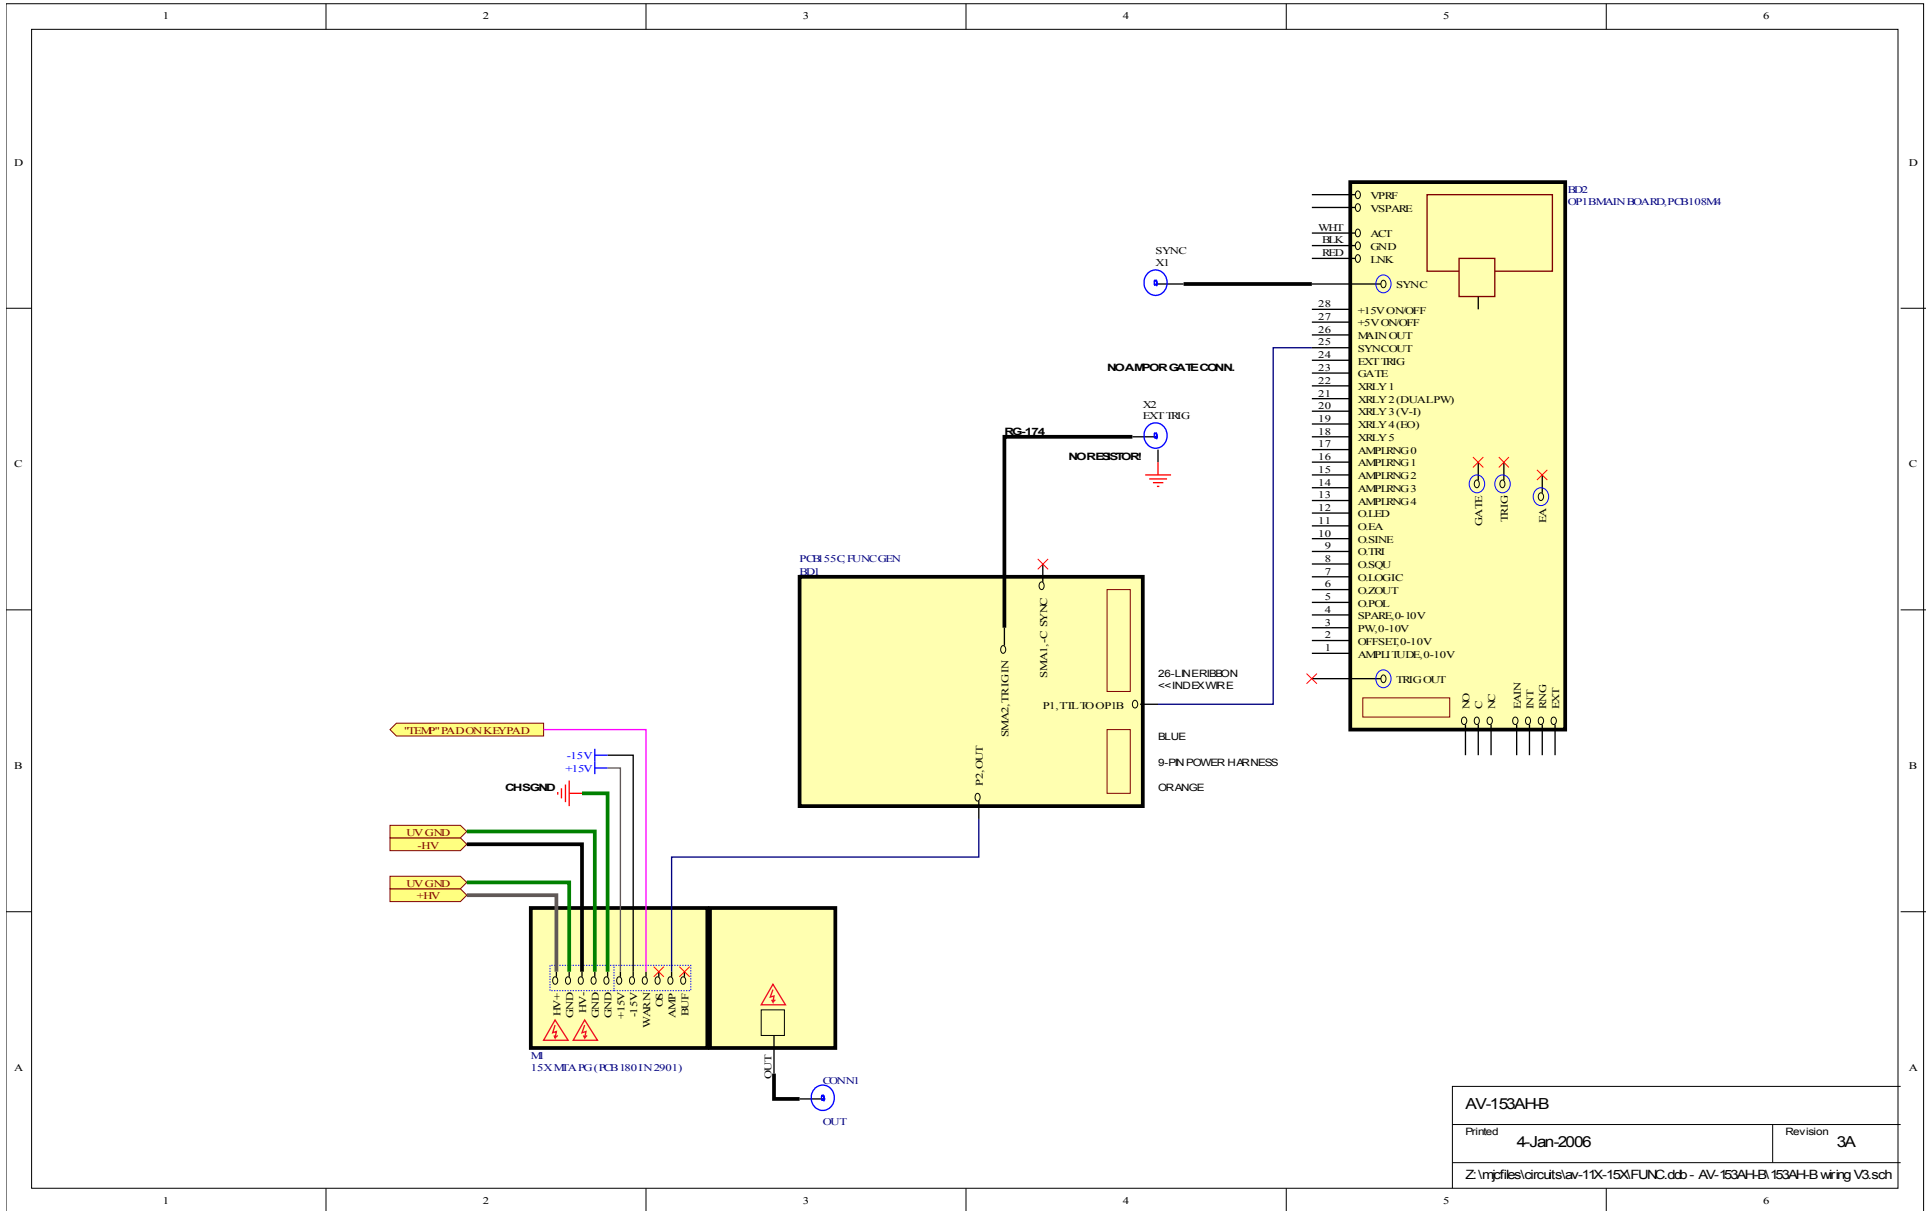 1 2 3 4 5 6
D D
BD2
OP1B MAIN BOARD, PCB108M4
VPRF
VSPARE
WHT ACT
BLK GND
RED LNK
SYNC
X1
SYNC
28 +15V ON/OFF
27 +5V ON/OFF
26 MAIN OUT
25 SYNC OUT
24 EXT TRIG
23 GATE
22 XRLY 1
21 XRLY 2 (DUAL PW)
20 XRLY 3 (V-I)
19 XRLY 4 (EO)
18 XRLY 5
17 AMPL RNG 0
16 AMPL RNG 1
15 AMPL RNG 2
14 AMPL RNG 3
13 AMPL RNG 4
12 O.LED
11 O.EA
10 O.SINE
9 O.TRI
8 O.SQU
7 O.LOGIC
6 O.ZOUT
5 O.POL
4 SPARE, 0-10V
3 PW, 0-10V
2 OFFSET, 0-10V
1 AMPLITUDE, 0-10V
TRIG OUT
GATE
TRIG
EA
NO
C
NC
EA IN
INT
RNG
EXT
NO AMP OR GATE CONN.
X2
EXT TRIG
RG-174
NO RESISTOR!
C C
PCB155C, FUNC GEN
BD1
SMA2, TRIG IN
SMA1, -C SYNC
P1, TTL TO OP1B
P2, OUT
26-LINE RIBBON
<< INDEX WIRE
BLUE
9-PIN POWER HARNESS
ORANGE
B B
"TEMP" PAD ON KEYPAD
-15V
+15V
CHS GND
UV GND
-HV
UV GND
+HV
HV+
GND
HV-
GND
GND
+15V
-15V
WARN
OS
AMP
BUF
M1
15X MTA PG (PCB 180 IN 2901)
OUT
CONN1
OUT
A A
AV-153AH-B
Printed 4-Jan-2006 Revision 3A
Z:\mjcfiles\circuits\av-11X-15X\FUNC.ddb - AV-153AH-B\153AH-B wiring V3.sch
1 2 3 4 5 6